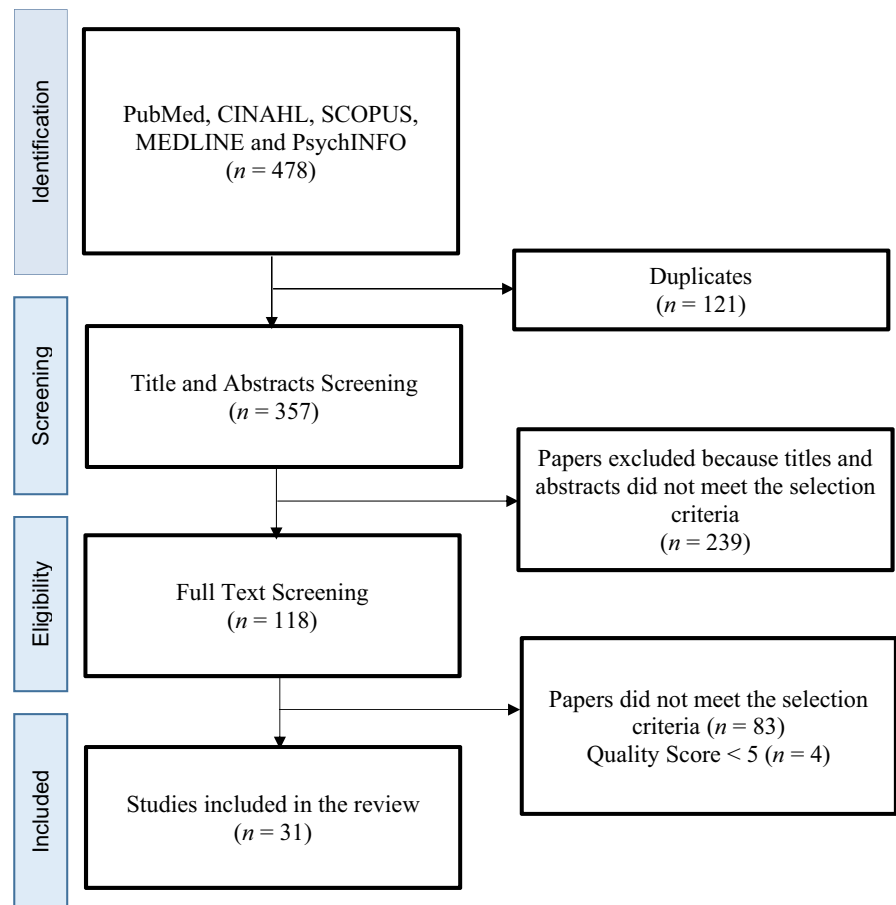 Identification
PubMed, CINAHL, SCOPUS,
MEDLINE and PsychINFO
(n = 478)
Duplicates
(n = 121)
Screening
Title and Abstracts Screening
(n = 357)
Papers excluded because titles and
abstracts did not meet the selection
criteria
(n = 239)
Eligibility
Full Text Screening
(n = 118)
Papers did not meet the selection
criteria (n = 83)
Quality Score < 5 (n = 4)
Included
Studies included in the review
(n = 31)